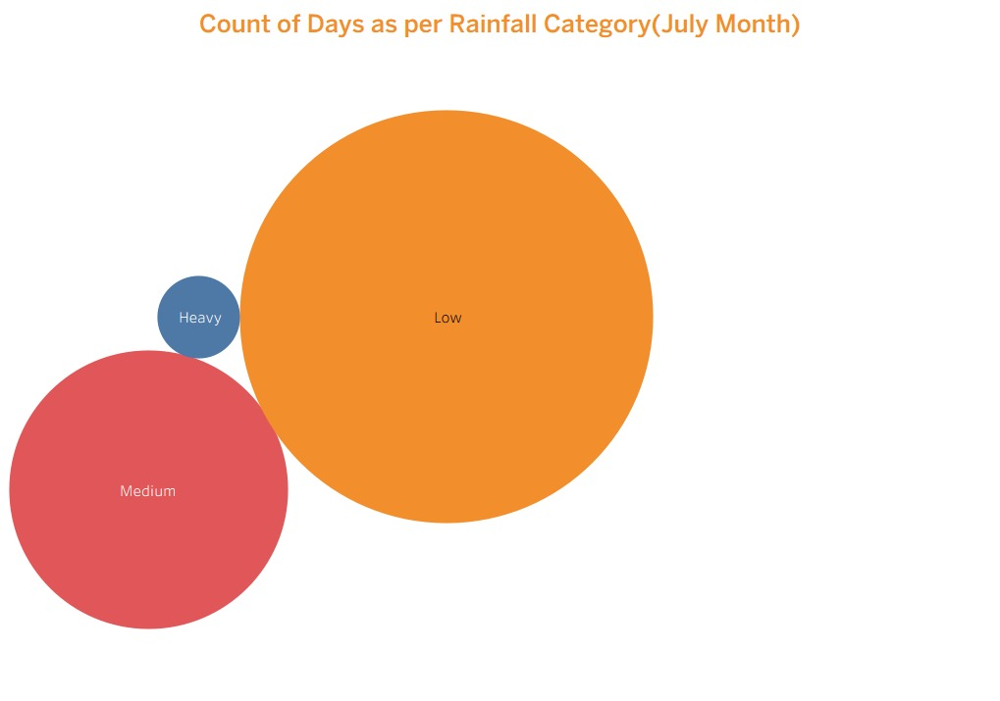 Count of Days as per Rainfall Category(July Month)
Heavy
Low
Medium